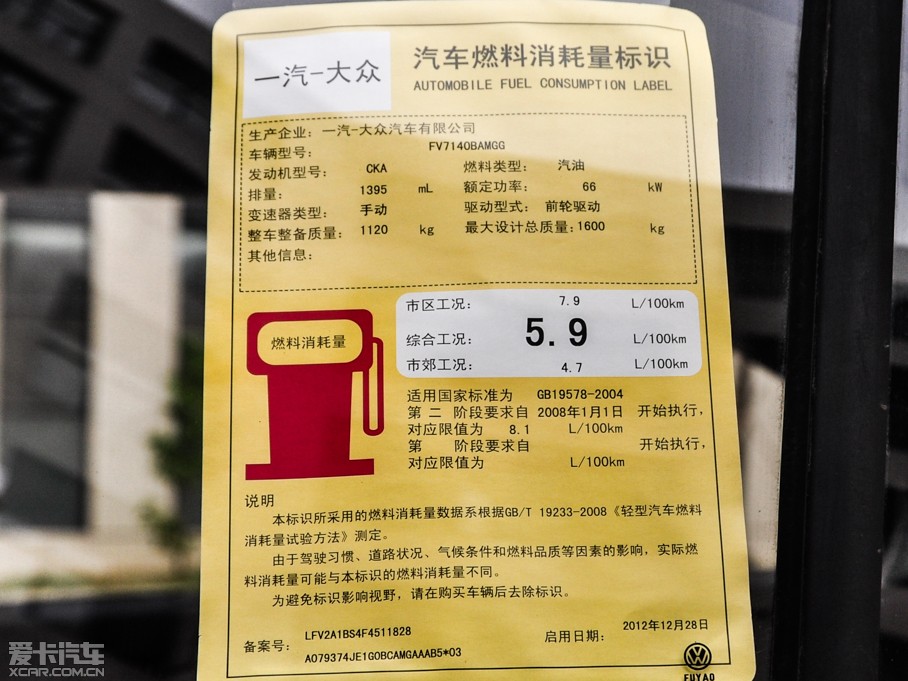 一汽-大众
汽车燃料消耗量标识
AUTOMOBILE FUEL CONSUMPTION LABEL
生产企业: 一汽-大众汽车有限公司
车辆型号: FV7140BAMGG
发动机型号: CKA 燃料类型: 汽油
排量: 1395 mL 额定功率: 66 kW
变速器类型: 手动 驱动型式: 前轮驱动
整车整备质量: 1120 kg 最大设计总质量: 1600 kg
其他信息:
燃料消耗量
市区工况: 7.9 L/100km
综合工况: 5.9 L/100km
市郊工况: 4.7 L/100km
适用国家标准为 GB19578-2004
第 二 阶段要求自 2008年1月1日 开始执行,
对应限值为 8.1 L/100km
第 阶段要求自 开始执行,
对应限值为 L/100km
说明
本标识所采用的燃料消耗量数据系根据GB/T 19233-2008《轻型汽车燃料
消耗量试验方法》测定。
由于驾驶习惯、道路状况、气候条件和燃料品质等因素的影响, 实际燃
料消耗量可能与本标识的燃料消耗量不同。
为避免标识影响视野, 请在购买车辆后去除标识。
备案号: LFV2A1BS4F4511828
A079374JE1G0BCAMGAAAB5*03
启用日期: 2012年12月28日
FUYAO
爱卡汽车
XCAR.COM.CN